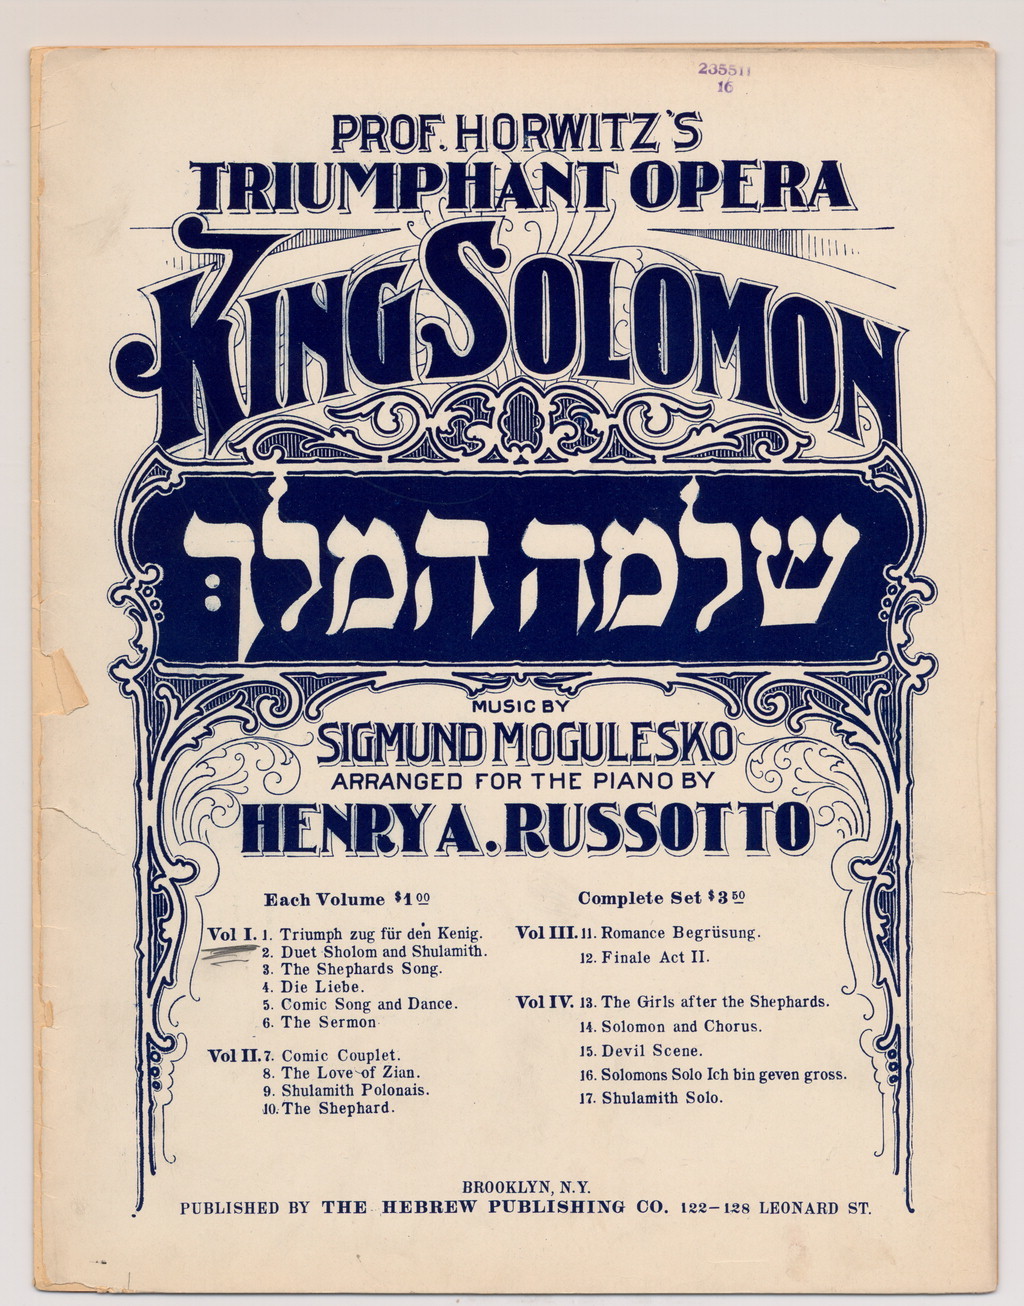 235511
16
PROF. HORWITZ'S
TRIUMPHANT OPERA
KING SOLOMON
שלמה המלך:
MUSIC BY
SIGMUND MOGULESKO
ARRANGED FOR THE PIANO BY
HENRY A. RUSSOTTO
Each Volume $1 00
Vol I. 1. Triumph zug für den Kenig.
2. Duet Sholom and Shulamith.
3. The Shephards Song.
4. Die Liebe.
5. Comic Song and Dance.
6. The Sermon
Vol II. 7. Comic Couplet.
8. The Love of Zian.
9. Shulamith Polonais.
10. The Shephard.
Complete Set $3 50
Vol III. 11. Romance Begrüsung.
12. Finale Act II.
Vol IV. 13. The Girls after the Shephards.
14. Solomon and Chorus.
15. Devil Scene.
16. Solomons Solo Ich bin geven gross.
17. Shulamith Solo.
BROOKLYN, N.Y.
PUBLISHED BY THE HEBREW PUBLISHING CO. 122–128 LEONARD ST.